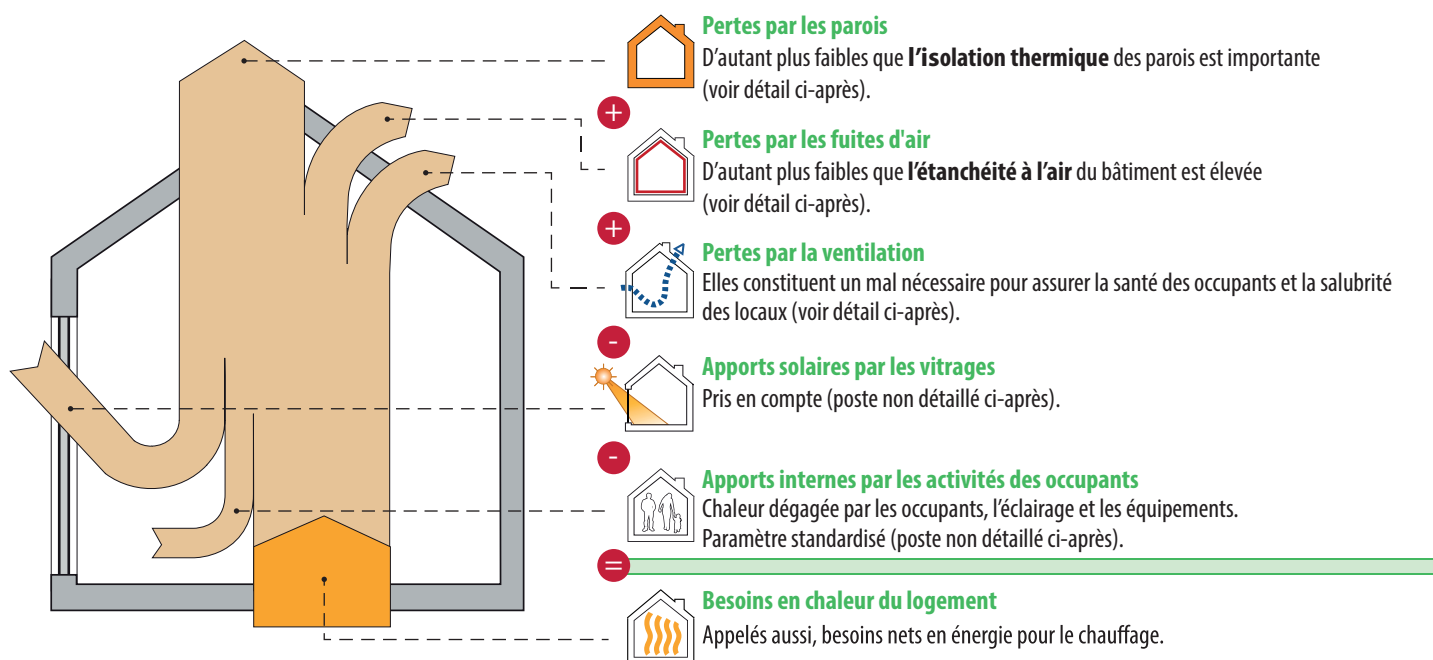 Pertes par les parois
D’autant plus faibles que l’isolation thermique des parois est importante
(voir détail ci-après).
+
Pertes par les fuites d'air
D’autant plus faibles que l’étanchéité à l’air du bâtiment est élevée
(voir détail ci-après).
+
Pertes par la ventilation
Elles constituent un mal nécessaire pour assurer la santé des occupants et la salubrité
des locaux (voir détail ci-après).
-
Apports solaires par les vitrages
Pris en compte (poste non détaillé ci-après).
-
Apports internes par les activités des occupants
Chaleur dégagée par les occupants, l’éclairage et les équipements.
Paramètre standardisé (poste non détaillé ci-après).
=
Besoins en chaleur du logement
Appelés aussi, besoins nets en énergie pour le chauffage.